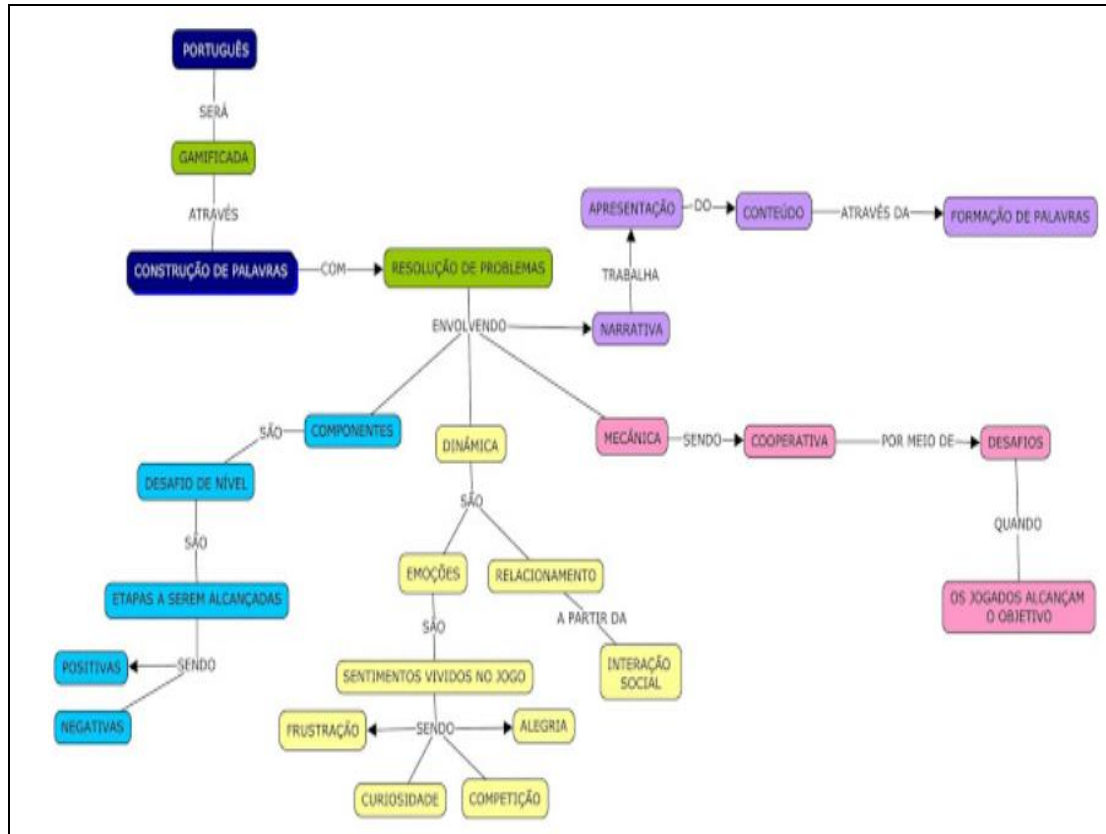 PORTUGUÊS
SERÁ
GAMIFICADA
ATRAVÉS
CONSTRUÇÃO DE PALAVRAS
COM
RESOLUÇÃO DE PROBLEMAS
ENVOLVENDO
NARRATIVA
TRABALHA
APRESENTAÇÃO
DO
CONTEÚDO
ATRAVÉS DA
FORMAÇÃO DE PALAVRAS
COMPONENTES
SÃO
DESAFIO DE NÍVEL
SÃO
ETAPAS A SEREM ALCANÇADAS
SENDO
POSITIVAS
NEGATIVAS
DINÂMICA
SÃO
EMOÇÕES
SÃO
SENTIMENTOS VIVIDOS NO JOGO
SENDO
FRUSTRAÇÃO
ALEGRIA
CURIOSIDADE
COMPETIÇÃO
RELACIONAMENTO
A PARTIR DA
INTERAÇÃO
SOCIAL
MECÂNICA
SENDO
COOPERATIVA
POR MEIO DE
DESAFIOS
QUANDO
OS JOGADOS ALCANÇAM
O OBJETIVO